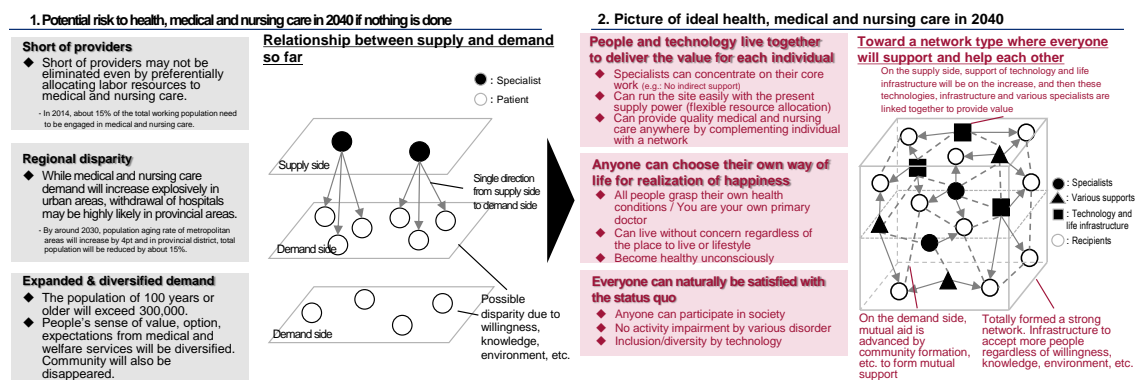 1. Potential risk to health, medical and nursing care in 2040 if nothing is done
Short of providers
◆ Short of providers may not be
eliminated even by preferentially
allocating labor resources to
medical and nursing care.
- In 2014, about 15% of the total working population need
to be engaged in medical and nursing care.
Regional disparity
◆ While medical and nursing care
demand will increase explosively in
urban areas, withdrawal of hospitals
may be highly likely in provincial areas.
- By around 2030, population aging rate of metropolitan
areas will increase by 4pt and in provincial district, total
population will be reduced by about 15%.
Expanded & diversified demand
◆ The population of 100 years or
older will exceed 300,000.
◆ People's sense of value, option,
expectations from medical and
welfare services will be diversified.
Community will also be
disappeared.
Relationship between supply and demand
so far
: Specialist
: Patient
Supply side
Single direction
from supply side
to demand side
Demand side
Demand side
Possible
disparity due to
willingness,
knowledge,
environment, etc.
2. Picture of ideal health, medical and nursing care in 2040
People and technology live together
to deliver the value for each individual
◆ Specialists can concentrate on their core
work (e.g.: No indirect support)
◆ Can run the site easily with the present
supply power (flexible resource allocation)
◆ Can provide quality medical and nursing
care anywhere by complementing individual
with a network
Anyone can choose their own way of
life for realization of happiness
◆ All people grasp their own health
conditions / You are your own primary
doctor
◆ Can live without concern regardless of
the place to live or lifestyle
◆ Become healthy unconsciously
Everyone can naturally be satisfied with
the status quo
◆ Anyone can participate in society
◆ No activity impairment by various disorder
◆ Inclusion/diversity by technology
Toward a network type where everyone
will support and help each other
On the supply side, support of technology and life
infrastructure will be on the increase, and then these
technologies, infrastructure and various specialists are
linked together to provide value
: Specialists
: Various supports
: Technology and
life infrastructure
: Recipients
On the demand side,
mutual aid is
advanced by
community formation,
etc. to form mutual
support
Totally formed a strong
network. Infrastructure to
accept more people
regardless of willingness,
knowledge, environment, etc.